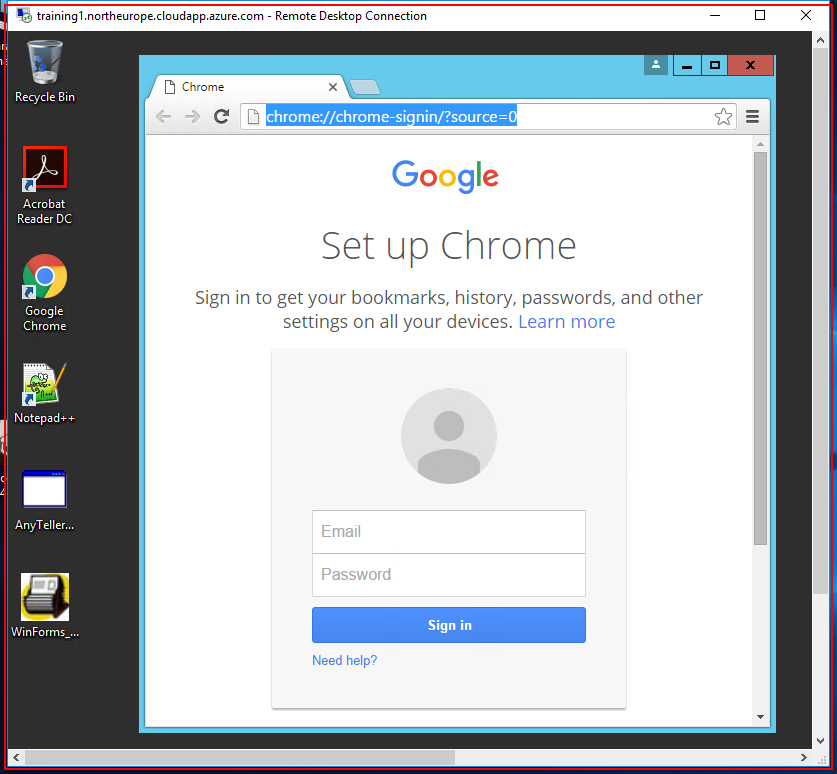 training1.northeurope.cloudapp.azure.com - Remote Desktop Connection
Recycle Bin
Acrobat
Reader DC
Google
Chrome
Notepad++
AnyTeller...
WinForms_...
Chrome
chrome://chrome-signin/?source=0
Google
Set up Chrome
Sign in to get your bookmarks, history, passwords, and other
settings on all your devices. Learn more
Email
Password
Sign in
Need help?